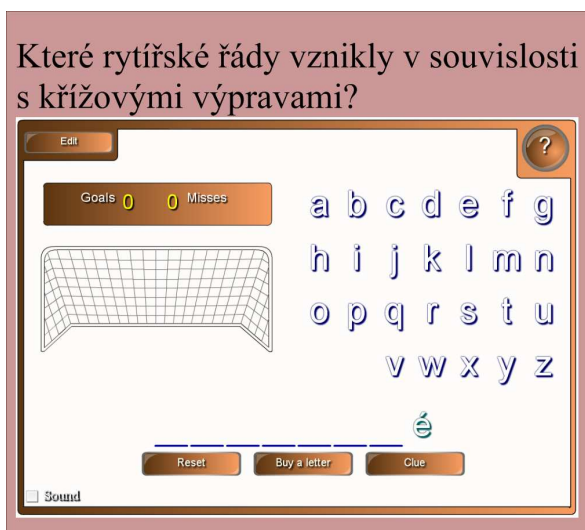 Které rytířské řády vznikly v souvislosti
s křížovými výpravami?
Edit
?
Goals 0 0 Misses
a b c d e f g
h i j k l m n
o p q r s t u
v w x y z
_ _ _ _ _ _ _ é
Reset Buy a letter Clue
Sound